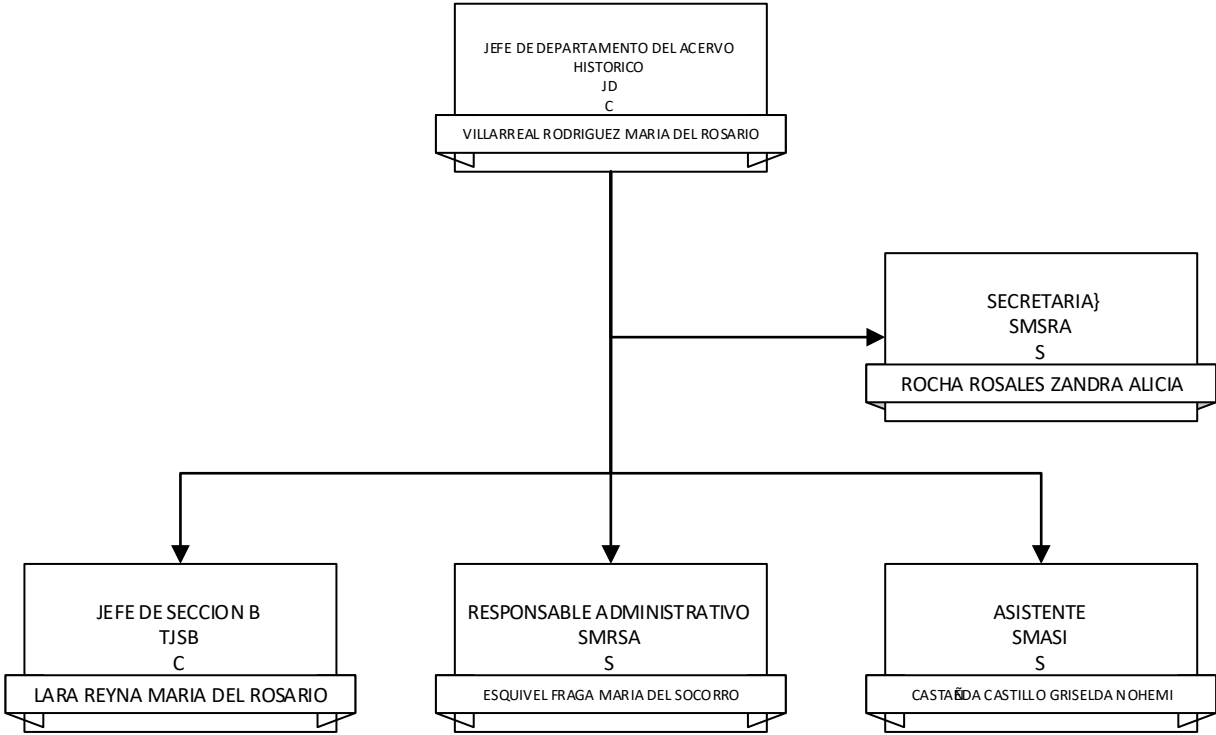 JEFE DE DEPARTAMENTO DEL ACERVO
HISTORICO
JD
C
VILLARREAL RODRIGUEZ MARIA DEL ROSARIO
SECRETARIA}
SMSRA
S
ROCHA ROSALES ZANDRA ALICIA
JEFE DE SECCION B
TJSB
C
LARA REYNA MARIA DEL ROSARIO
RESPONSABLE ADMINISTRATIVO
SMRSA
S
ESQUIVEL FRAGA MARIA DEL SOCORRO
ASISTENTE
SMASI
S
CASTAÑEDA CASTILLO GRISELDA NOHEMI